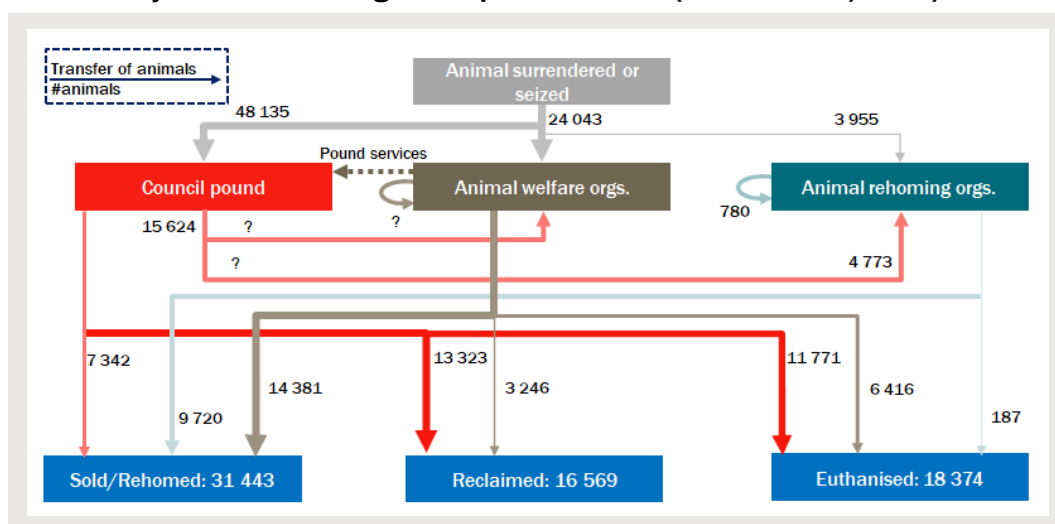 Transfer of animals
#animals
Animal surrendered or
seized
48 135
24 043
3 955
Pound services
Council pound
Animal welfare orgs.
Animal rehoming orgs.
15 624
?
?
780
?
4 773
7 342
13 323
11 771
14 381
3 246
6 416
9 720
187
Sold/Rehomed: 31 443
Reclaimed: 16 569
Euthanised: 18 374